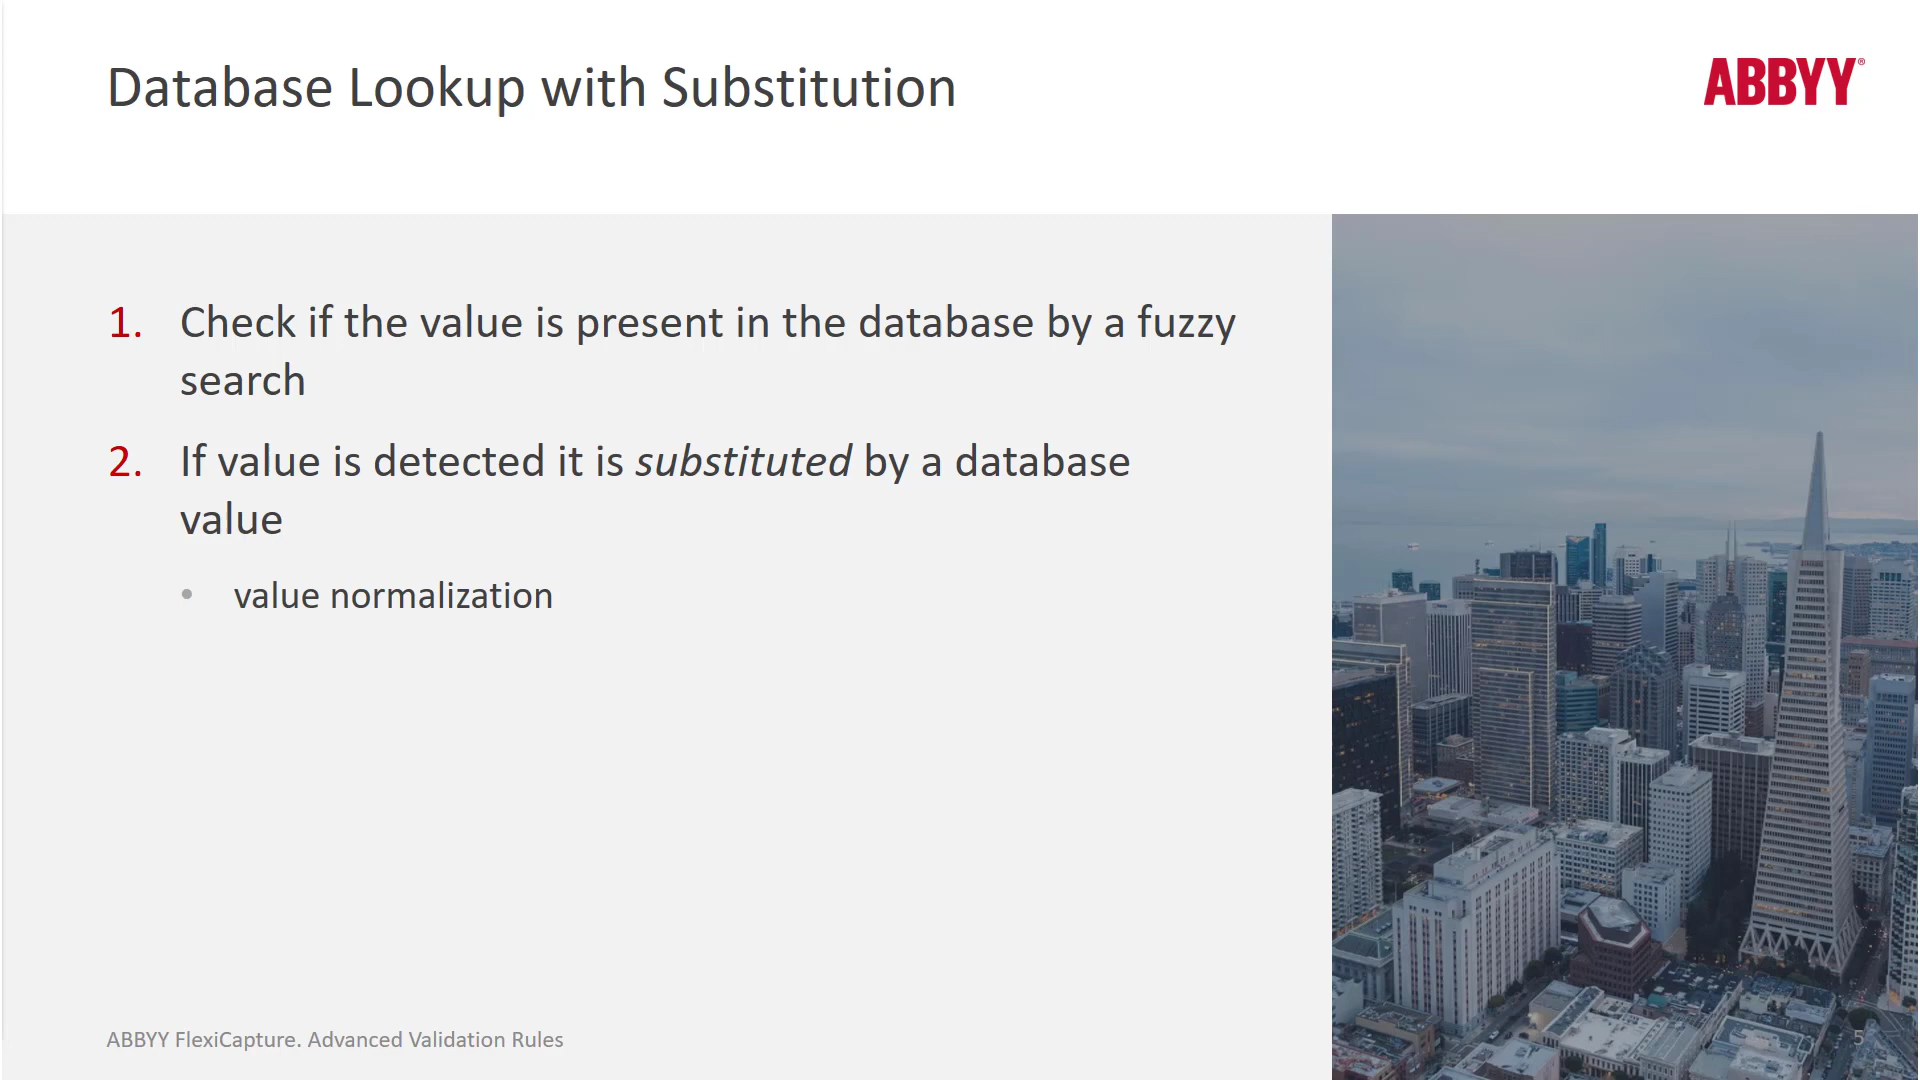 Database Lookup with Substitution
ABBYY®
1. Check if the value is present in the database by a fuzzy
search
2. If value is detected it is substituted by a database
value
• value normalization
ABBYY FlexiCapture. Advanced Validation Rules
5